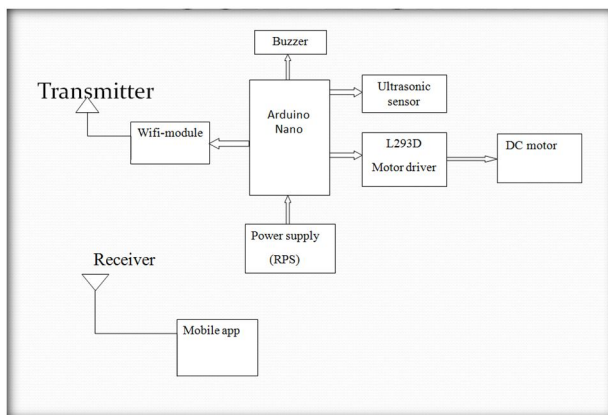 Buzzer
Transmitter
Arduino
Nano
Ultrasonic
sensor
Wifi-module
L293D
Motor driver
DC motor
Power supply
(RPS)
Receiver
Mobile app